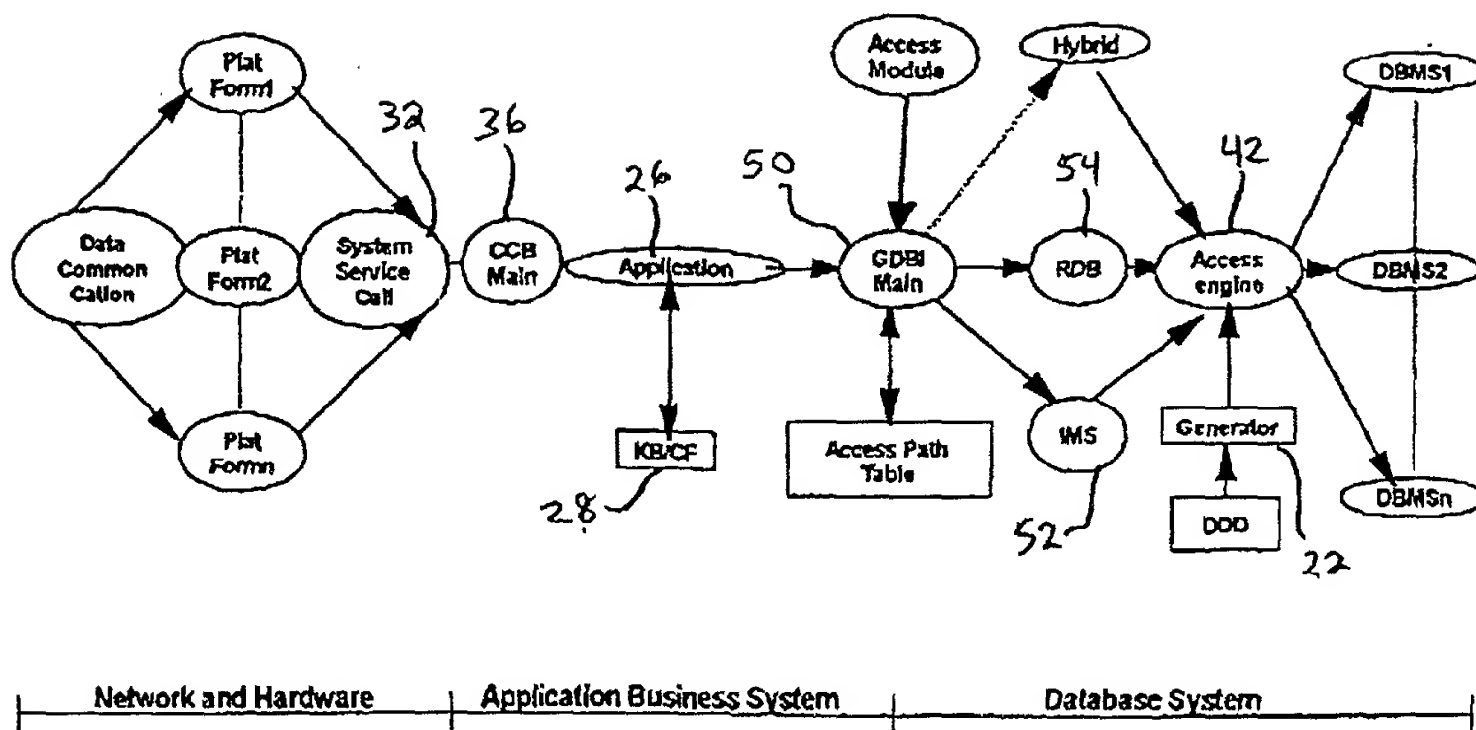 Plat
Form1
Access
Module
Hybrid
DBMS1
32
36
26
50
54
42
Data
Common
Cation
Plat
Form2
System
Service
Call
CCB
Main
Application
GDBI
Main
RDB
Access
engine
DBMS2
Plat
Formn
KB/CF
Access Path
Table
IMS
Generator
DBMSn
28
52
DDD
22
Network and Hardware
Application Business System
Database System